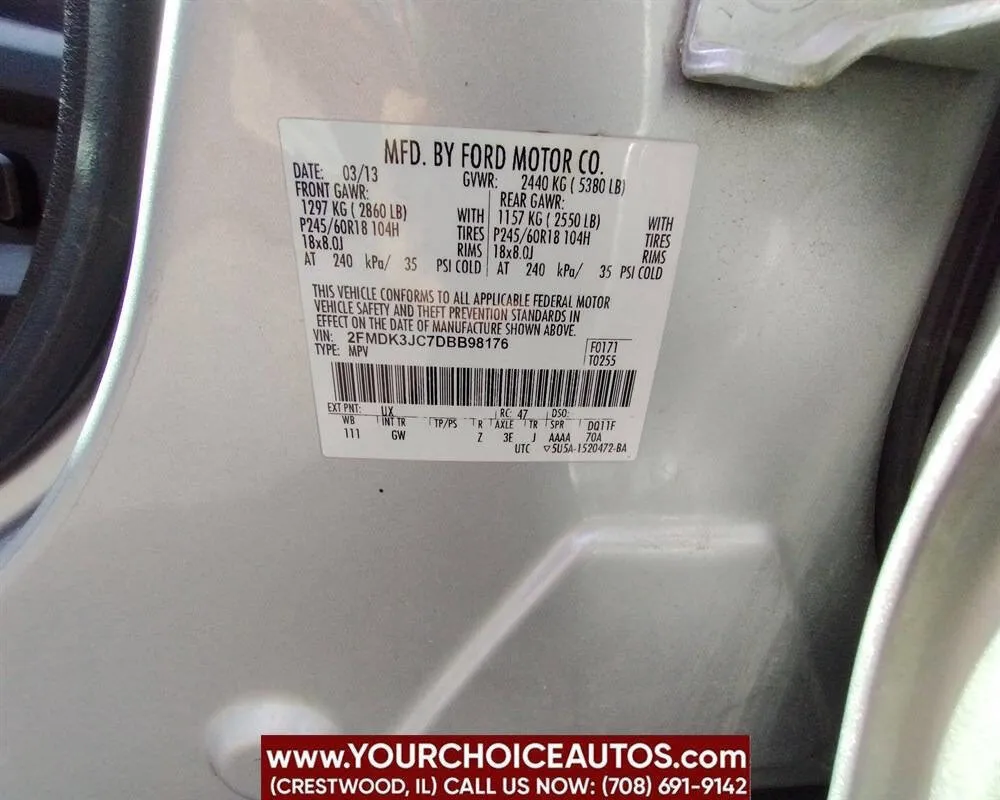 MFD. BY FORD MOTOR CO.
DATE: 03/13 GVWR: 2440 KG ( 5380 LB)
FRONT GAWR: REAR GAWR:
1297 KG ( 2860 LB) WITH 1157 KG ( 2550 LB) WITH
P245/60R18 104H TIRES P245/60R18 104H TIRES
18x8.0J RIMS 18x8.0J RIMS
AT 240 kPa/ 35 PSI COLD AT 240 kPa/ 35 PSI COLD
THIS VEHICLE CONFORMS TO ALL APPLICABLE FEDERAL MOTOR
VEHICLE SAFETY AND THEFT PREVENTION STANDARDS IN
EFFECT ON THE DATE OF MANUFACTURE SHOWN ABOVE.
VIN: 2FMDK3JC7DBB98176
TYPE: MPV
F0171
T0255
EXT PNT: UX RC: 47 DSO:
WB INT TR TP/PS R AXLE TR SPR DQ11F
111 GW Z 3E J AAAA 70A
UTC ▽5U5A-1520472-BA
WWW.YOURCHOICEAUTOS.COM
(CRESTWOOD, IL) CALL US NOW: (708) 691-9142